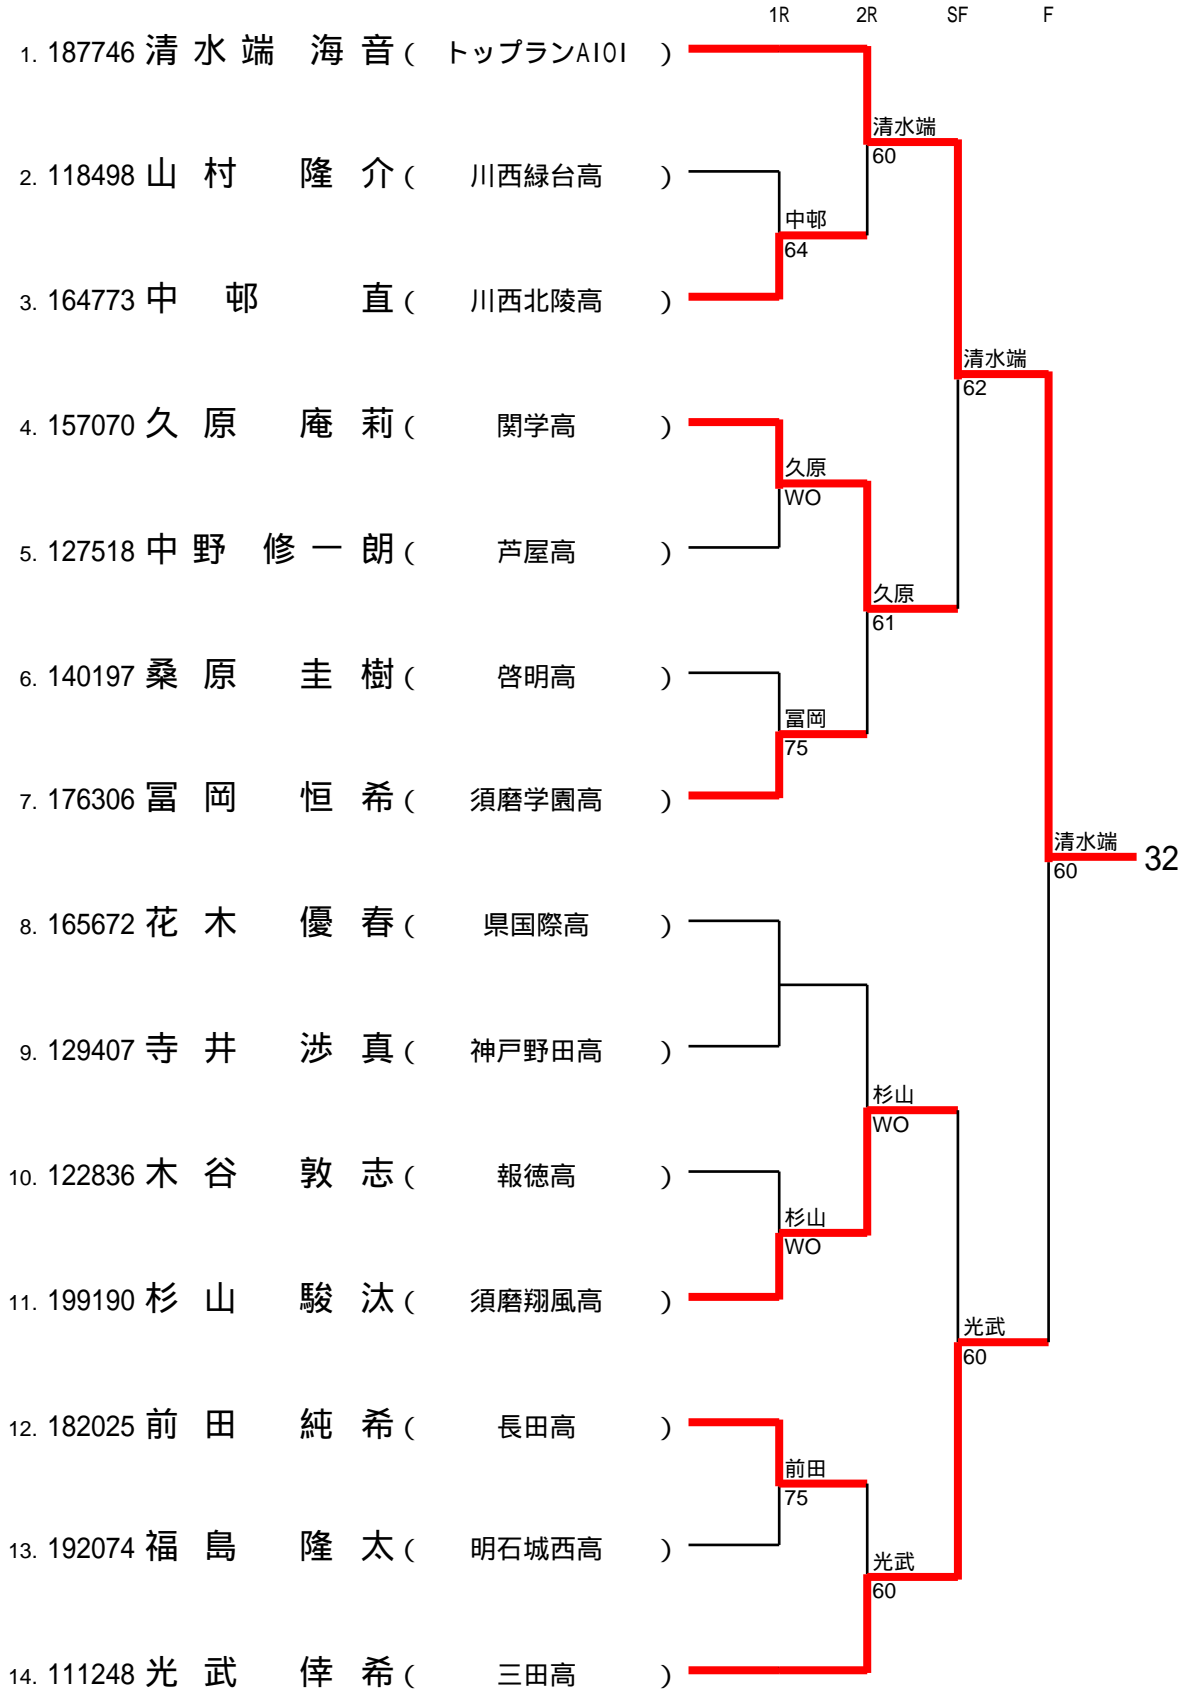 1R 2R SF F
1. 187746 清水端 海音 ( トップランAIOI )
清水端
60
2. 118498 山村 隆介 ( 川西緑台高 )
中邨
64
3. 164773 中邨 直 ( 川西北陵高 )
清水端
62
4. 157070 久原 庵莉 ( 関学高 )
久原
WO
5. 127518 中野 修一朗 ( 芦屋高 )
久原
61
6. 140197 桑原 圭樹 ( 啓明高 )
冨岡
75
7. 176306 冨岡 恒希 ( 須磨学園高 )
清水端
60
32
8. 165672 花木 優春 ( 県国際高 )
9. 129407 寺井 渉真 ( 神戸野田高 )
杉山
WO
10. 122836 木谷 敦志 ( 報徳高 )
杉山
WO
11. 199190 杉山 駿汰 ( 須磨翔風高 )
光武
60
12. 182025 前田 純希 ( 長田高 )
前田
75
13. 192074 福島 隆太 ( 明石城西高 )
光武
60
14. 111248 光武 倖希 ( 三田高 )